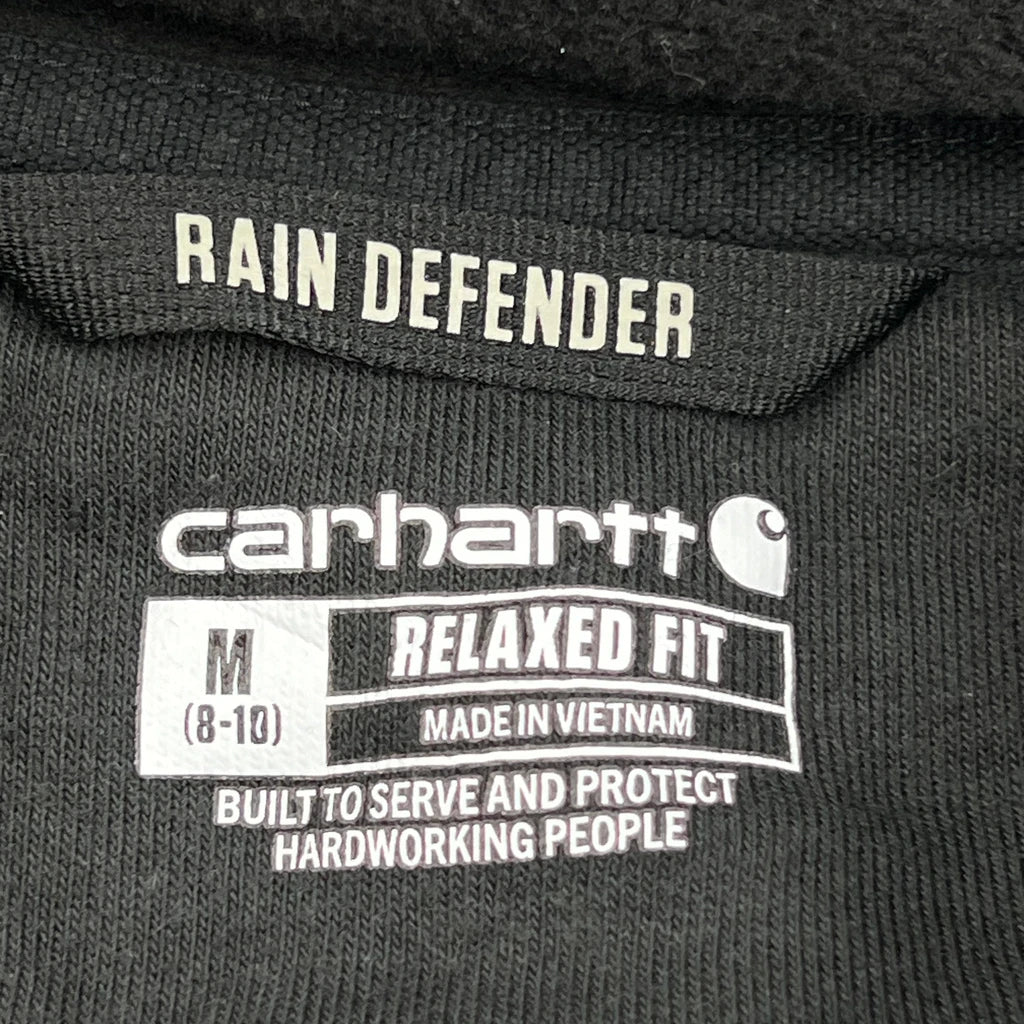 RAIN DEFENDER
carhartt
M
(8-10)
RELAXED FIT
MADE IN VIETNAM
BUILT TO SERVE AND PROTECT
HARDWORKING PEOPLE